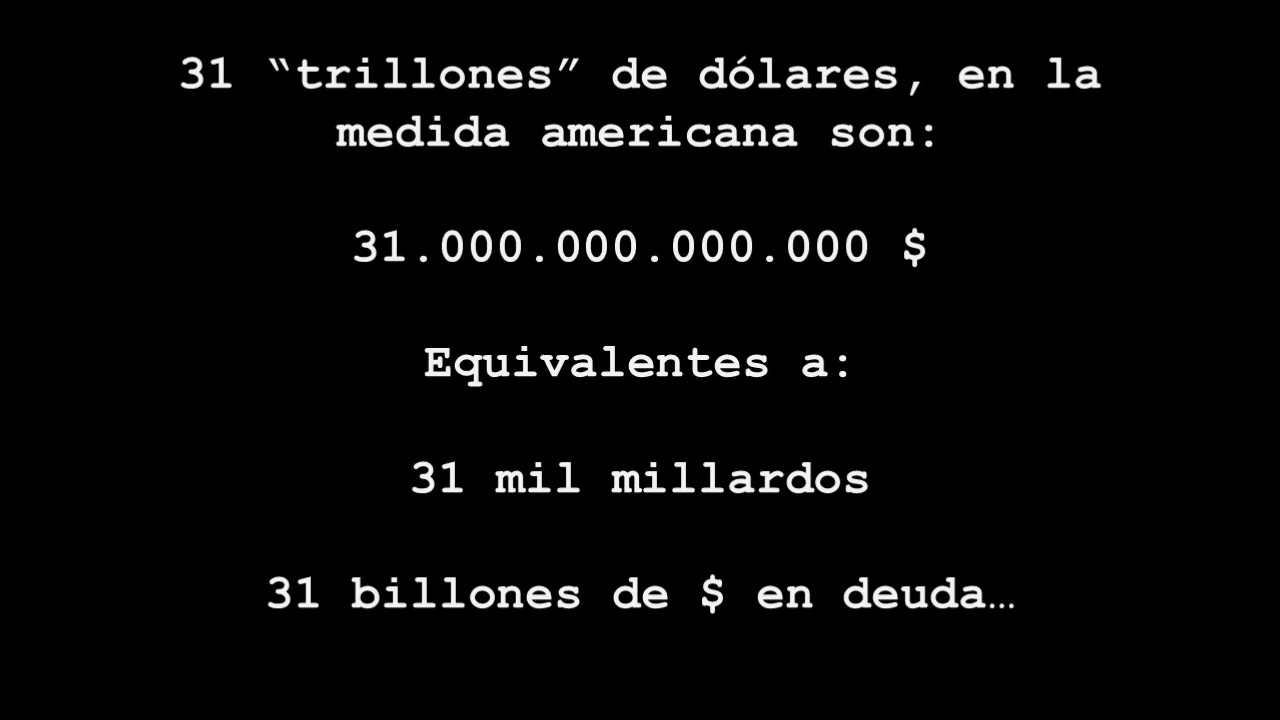 31 “trillones” de dólares, en la
medida americana son:
31.000.000.000.000 $
Equivalentes a:
31 mil millardos
31 billones de $ en deuda…